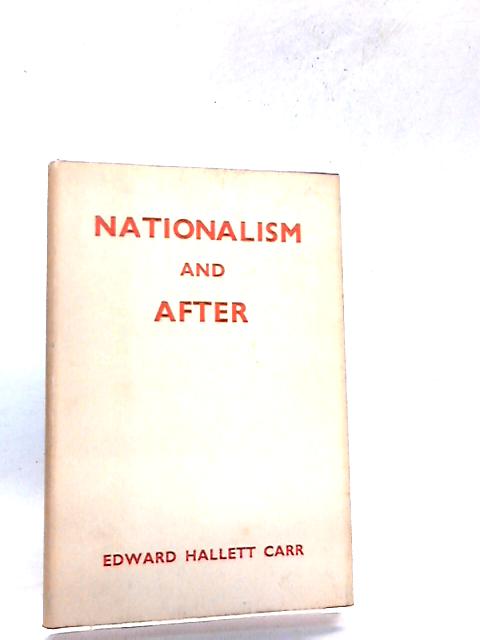 NATIONALISM
AND
AFTER
EDWARD HALLETT CARR